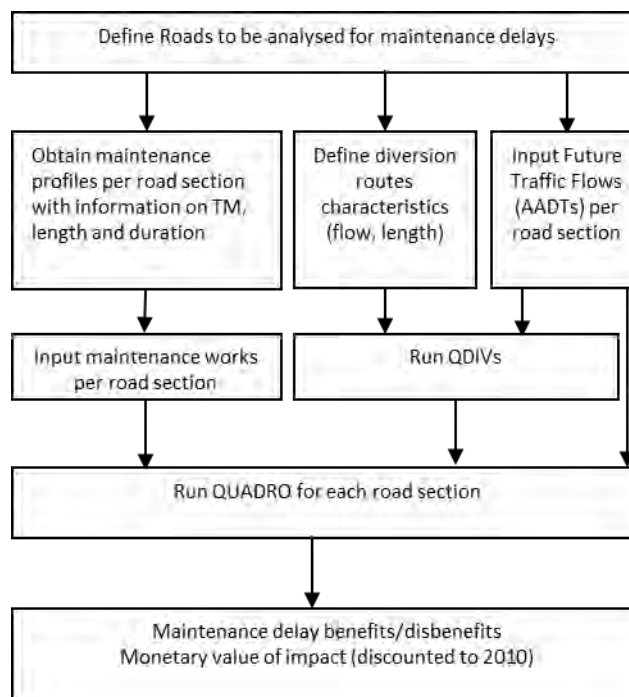 Define Roads to be analysed for maintenance delays
Obtain maintenance
profiles per road section
with information on TM,
length and duration
Define diversion
routes
characteristics
(flow, length)
Input Future
Traffic Flows
(AADTs) per
road section
Input maintenance works
per road section
Run QDIVs
Run QUADRO for each road section
Maintenance delay benefits/disbenefits
Monetary value of impact (discounted to 2010)